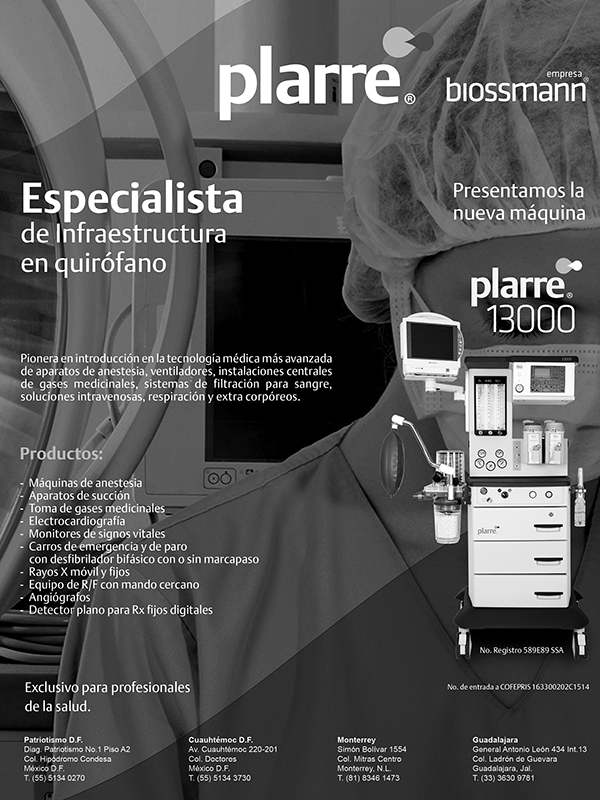 plarre®
empresa
biossmann®
Especialista
de Infraestructura
en quirófano
Presentamos la
nueva máquina
plarre®
13000
Pionera en introducción en la tecnología médica más avanzada
de aparatos de anestesia, ventiladores, instalaciones centrales
de gases medicinales, sistemas de filtración para sangre,
soluciones intravenosas, respiración y extra corpóreos.
Productos:
- Máquinas de anestesia
- Aparatos de succión
- Toma de gases medicinales
- Electrocardiografía
- Monitores de signos vitales
- Carros de emergencia y de paro
con desfibrilador bifásico con o sin marcapaso
- Rayos X móvil y fijos
- Equipo de R/F con mando cercano
- Angiógrafos
- Detector plano para Rx fijos digitales
plarre
No. Registro 589E89 SSA
Exclusivo para profesionales
de la salud.
No. de entrada a COFEPRIS 163300202C1514
Patriotismo D.F.
Diag. Patriotismo No.1 Piso A2
Col. Hipódromo Condesa
México D.F.
T. (55) 5134 0270
Cuauhtémoc D.F.
Av. Cuauhtémoc 220-201
Col. Doctores
México D.F.
T. (55) 5134 3730
Monterrey
Simón Bolívar 1554
Col. Mitras Centro
Monterrey, N.L.
T. (81) 8346 1473
Guadalajara
General Antonio León 434 Int.13
Col. Ladrón de Guevara
Guadalajara, Jal.
T. (33) 3630 9781